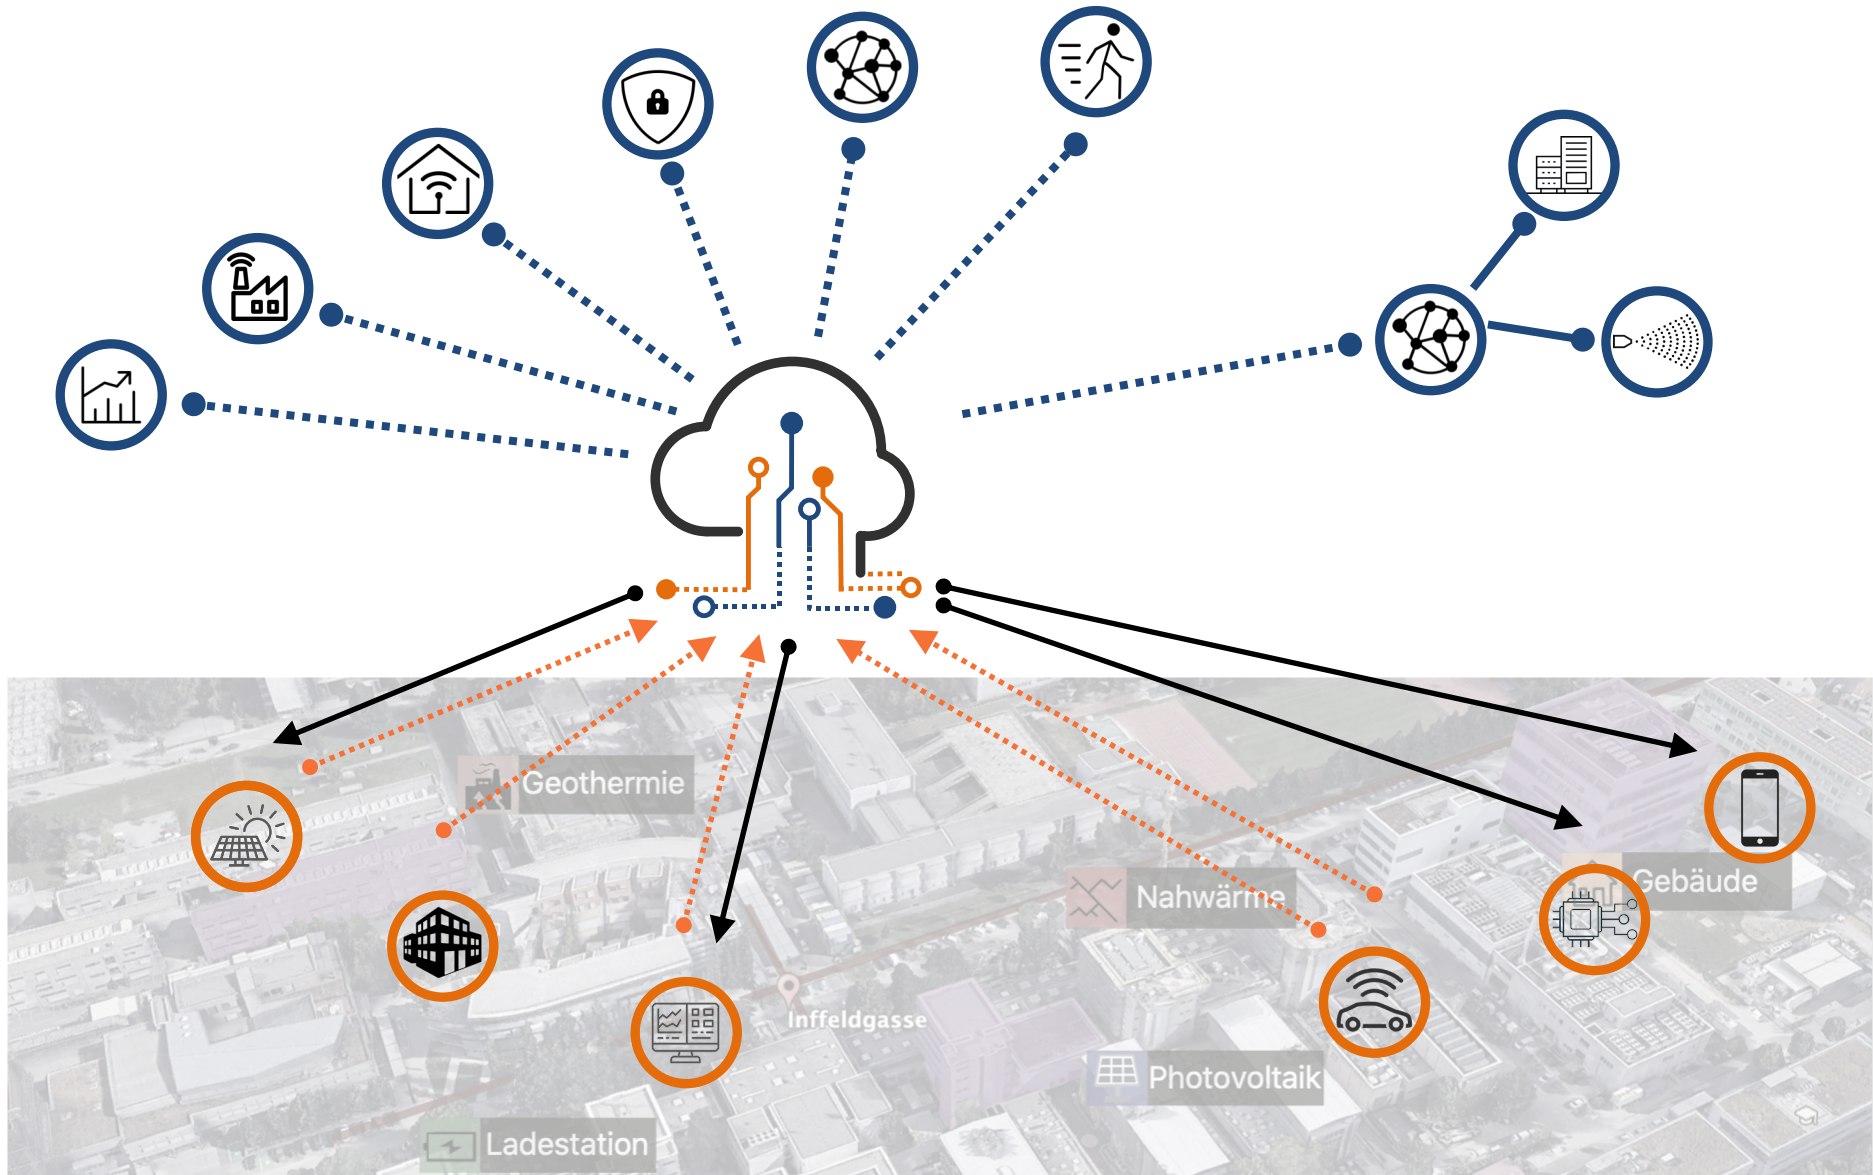 Geothermie
Gebäude
Nahwärme
Inffeldgasse
Photovoltaik
Ladestation